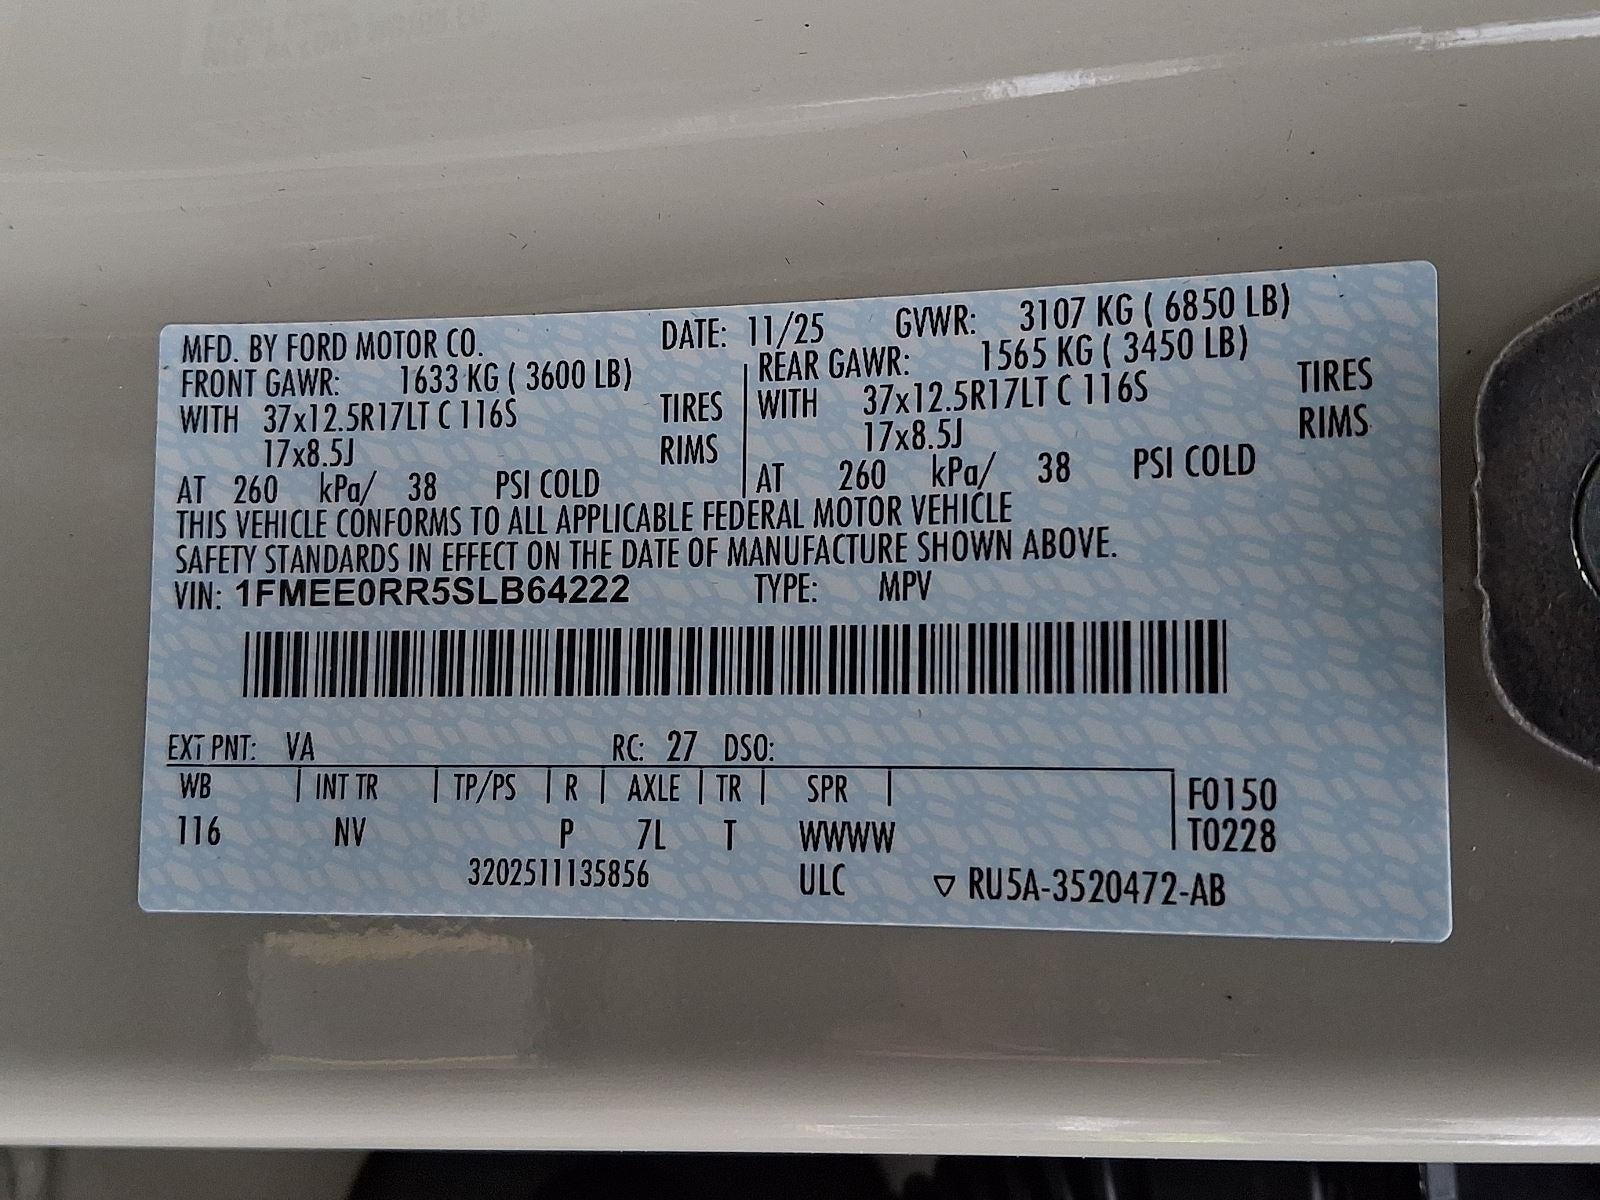 MFD. BY FORD MOTOR CO. DATE: 11/25 GVWR: 3107 KG ( 6850 LB)
FRONT GAWR: 1633 KG ( 3600 LB) REAR GAWR: 1565 KG ( 3450 LB)
WITH 37x12.5R17LT C 116S TIRES WITH 37x12.5R17LT C 116S TIRES
17x8.5J RIMS 17x8.5J RIMS
AT 260 kPa/ 38 PSI COLD AT 260 kPa/ 38 PSI COLD
THIS VEHICLE CONFORMS TO ALL APPLICABLE FEDERAL MOTOR VEHICLE
SAFETY STANDARDS IN EFFECT ON THE DATE OF MANUFACTURE SHOWN ABOVE.
VIN: 1FMEE0RR5SLB64222 TYPE: MPV
EXT PNT: VA RC: 27 DSO:
WB INT TR TP/PS R AXLE TR SPR F0150
116 NV P 7L T WWWW T0228
3202511135856 ULC ▽ RU5A-3520472-AB